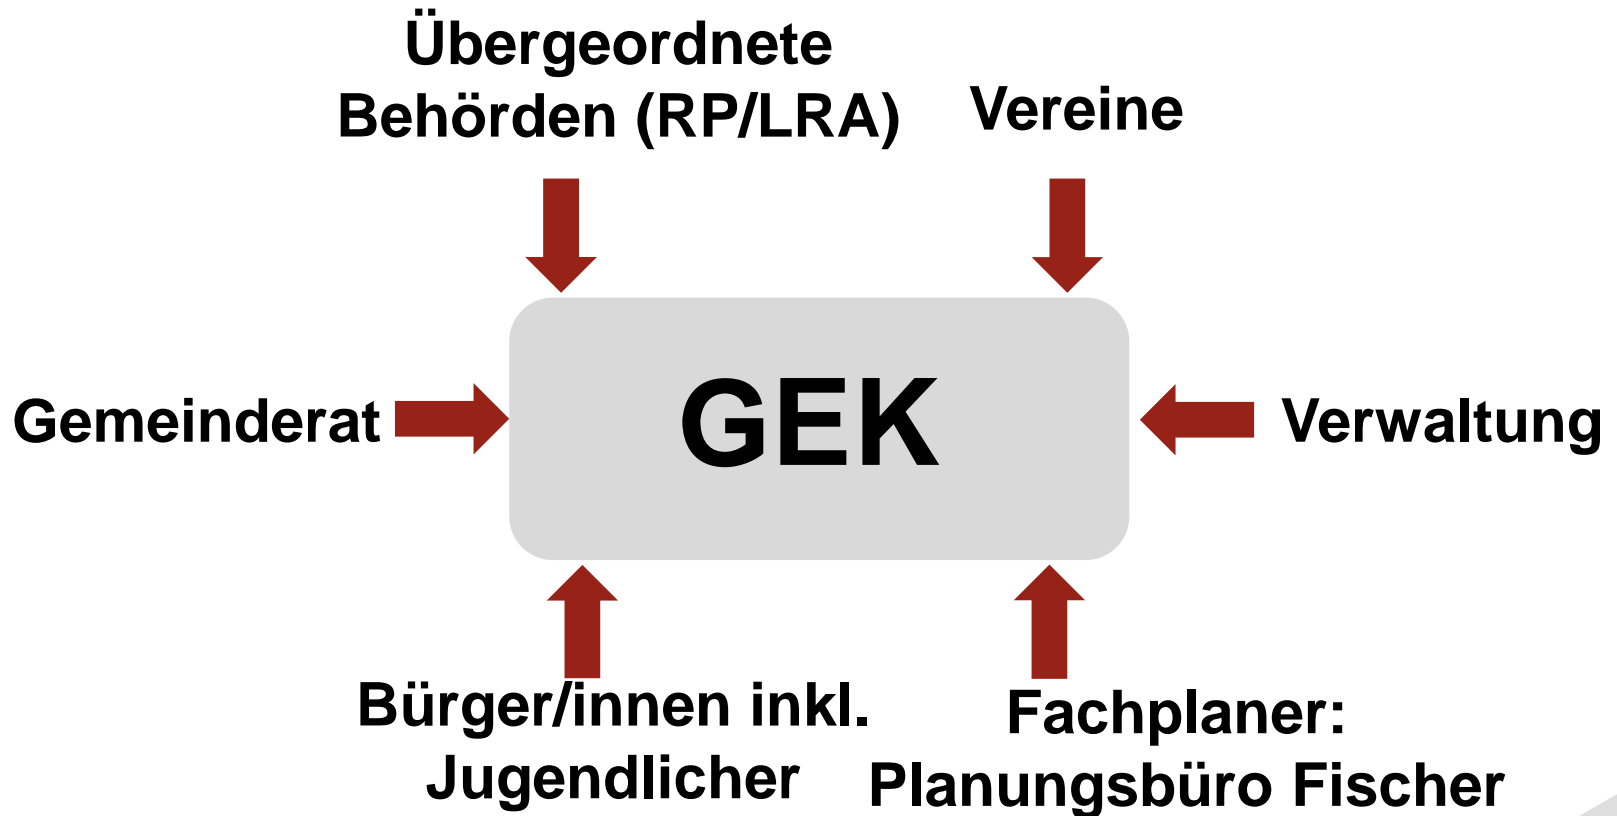 Übergeordnete
Behörden (RP/LRA)
Vereine
Gemeinderat
GEK
Verwaltung
Bürger/innen inkl.
Jugendlicher
Fachplaner:
Planungsbüro Fischer